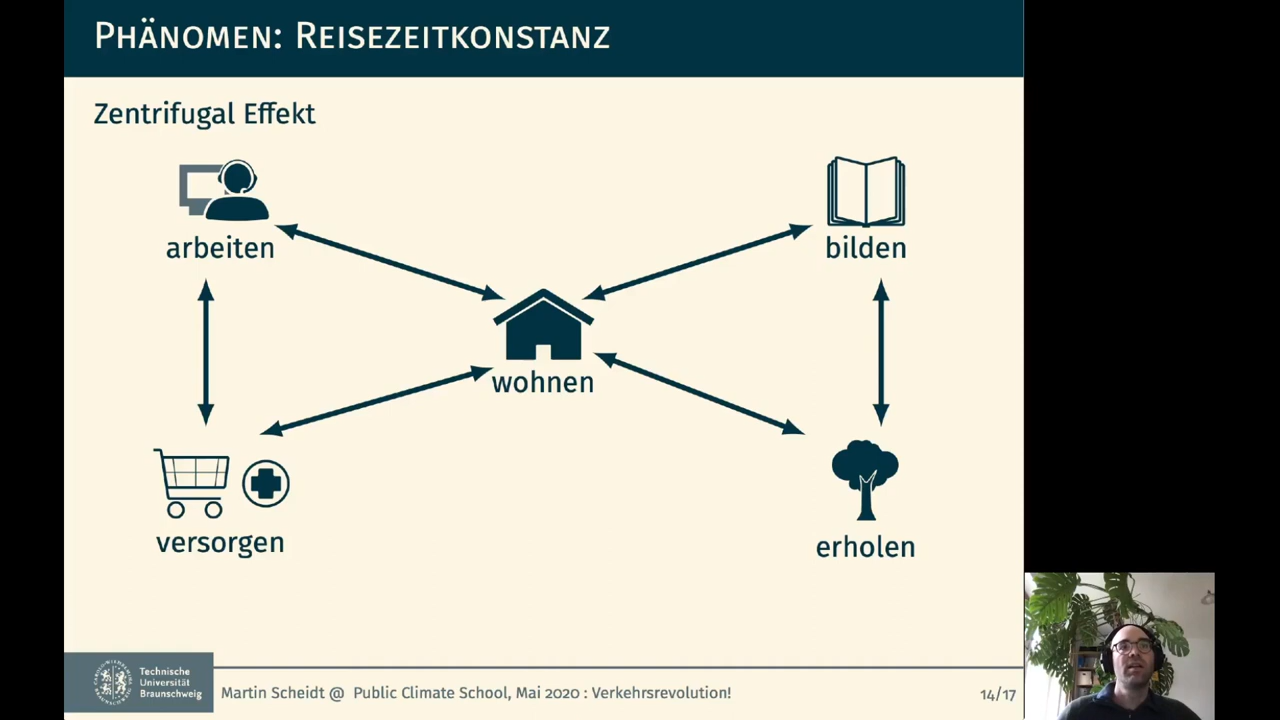 Phänomen: Reisezeitkonstanz
Zentrifugal Effekt
arbeiten
bilden
wohnen
versorgen
erholen
Technische
Universität
Braunschweig
Martin Scheidt @ Public Climate School, Mai 2020 : Verkehrsrevolution!
14/17